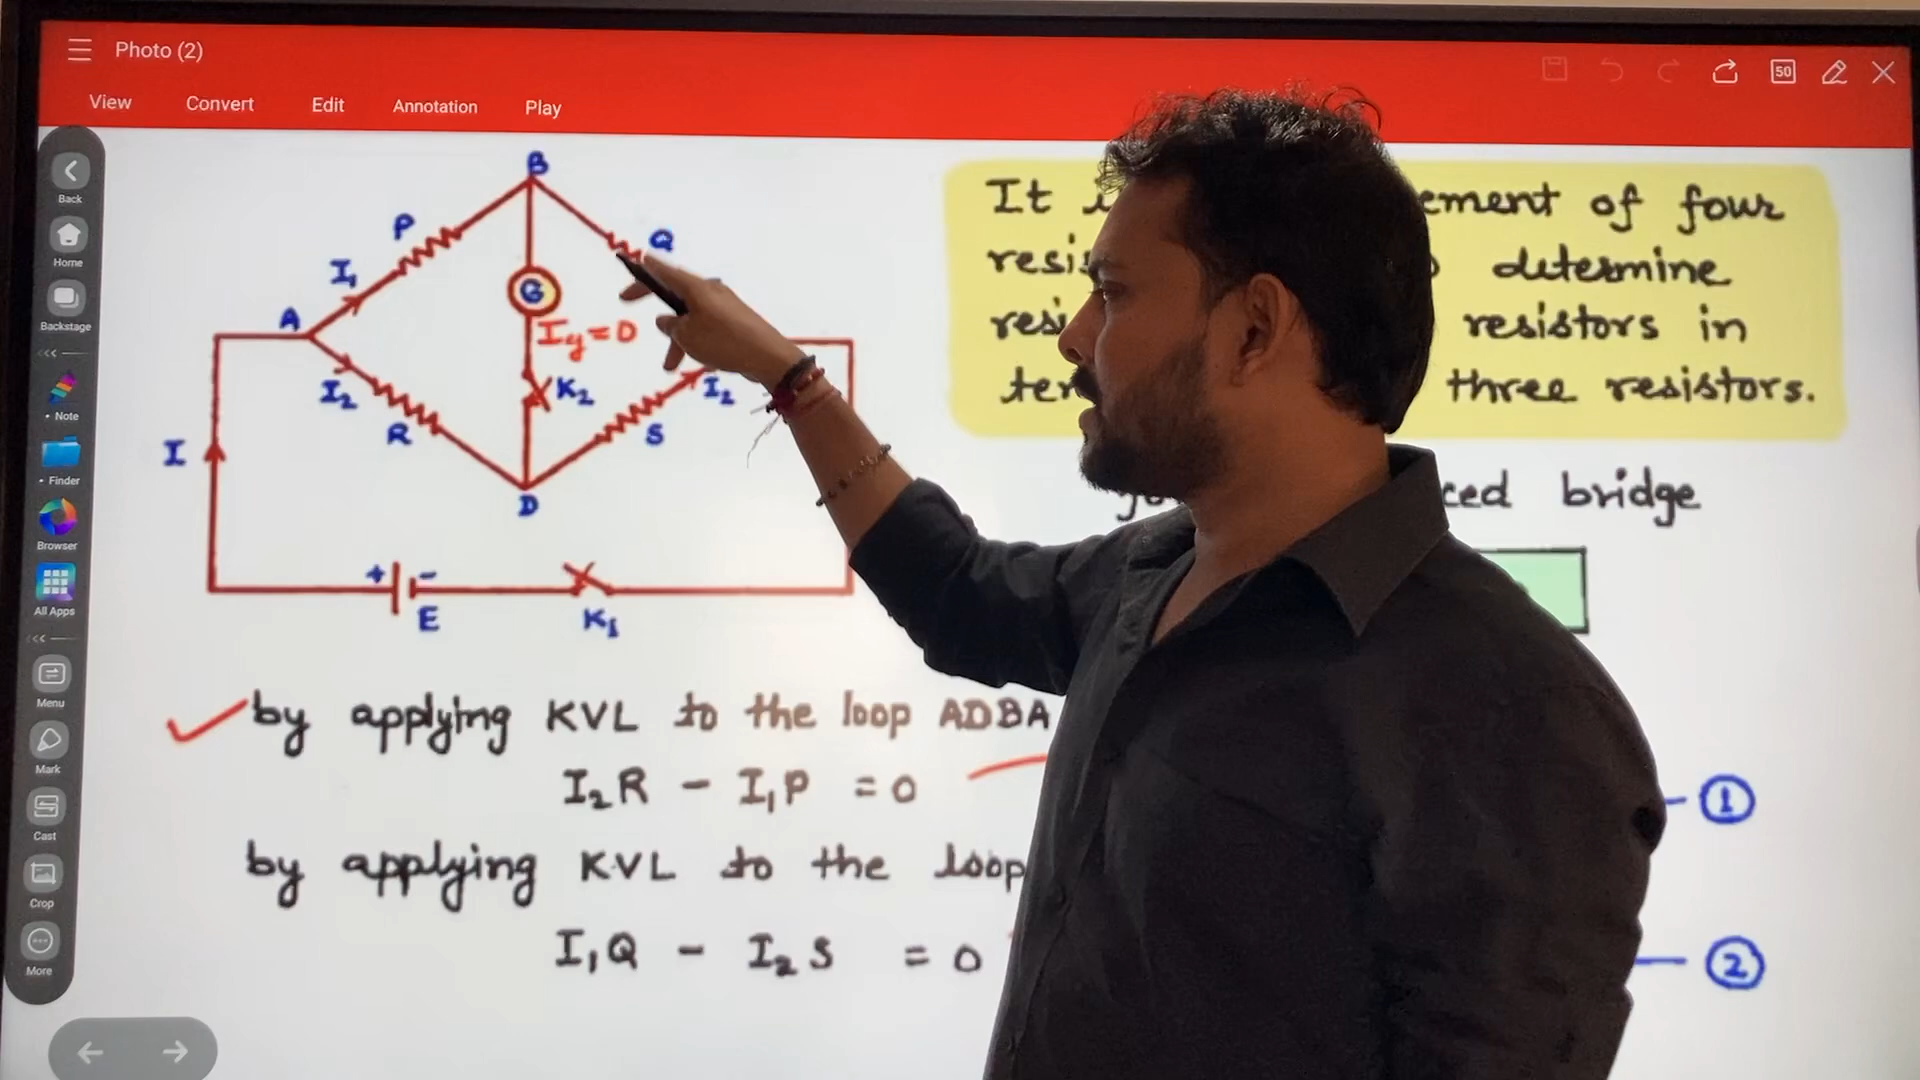 Photo (2)
View Convert Edit Annotation Play
50
Back
Home
Backstage
Note
Finder
Browser
All Apps
Menu
Mark
Cast
Crop
More
B
P Q
I₁
G
A
Ig=0
I₂ K₂ I₂
R S
I
D
+ -
E K₁
It ement of four
determine
resistors in
three resistors.
bridge
by applying KVL to the loop ADBA
I₂R - I₁P = 0
①
by applying KVL to the loop
I₁Q - I₂S = 0
②